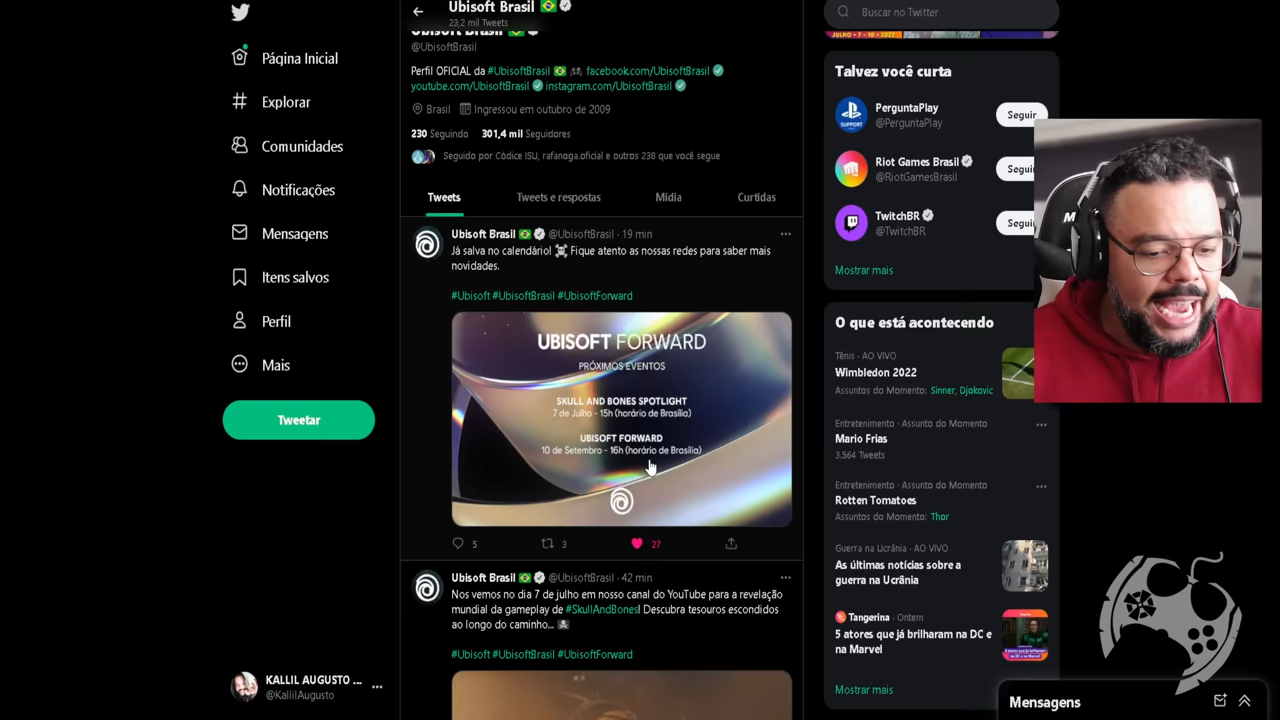 Ubisoft Brasil
23,2 mil Tweets
Ubisoft Brasil
@UbisoftBrasil
Perfil OFICIAL da #UbisoftBrasil 🇧🇷 🎮 facebook.com/UbisoftBrasil
youtube.com/UbisoftBrasil instagram.com/UbisoftBrasil
Brasil Ingressou em outubro de 2009
230 Seguindo 301,4 mil Seguidores
Seguido por Códice ISU, rafanoga.oficial e outros 238 que você segue
Tweets Tweets e respostas Mídia Curtidas
Ubisoft Brasil 🇧🇷 @UbisoftBrasil · 19 min
Já salva no calendário! ☠️ Fique atento as nossas redes para saber mais
novidades.
#Ubisoft #UbisoftBrasil #UbisoftForward
UBISOFT FORWARD
PRÓXIMOS EVENTOS
SKULL AND BONES SPOTLIGHT
7 de Julho - 15h (horário de Brasília)
UBISOFT FORWARD
10 de Setembro - 16h (horário de Brasília)
5 3 27
Ubisoft Brasil 🇧🇷 @UbisoftBrasil · 42 min
Nos vemos no dia 7 de julho em nosso canal do YouTube para a revelação
mundial da gameplay de #SkullAndBones! Descubra tesouros escondidos
ao longo do caminho... ☠️
#Ubisoft #UbisoftBrasil #UbisoftForward
Página Inicial
Explorar
Comunidades
Notificações
Mensagens
Itens salvos
Perfil
Mais
Tweetar
KALLIL AUGUSTO ...
@KallilAugusto
Buscar no Twitter
JULHO • 7 - 10 • 2022
Talvez você curta
PerguntaPlay
@PerguntaPlay
Seguir
SUPPORT
Riot Games Brasil
@RiotGamesBrasil
Seguir
TwitchBR
@TwitchBR
Seguir
Mostrar mais
O que está acontecendo
Tênis · AO VIVO
Wimbledon 2022
Assuntos do Momento: Sinner, Djokovic
Entretenimento · Assunto do Momento
Mario Frias
3.564 Tweets
Entretenimento · Assunto do Momento
Rotten Tomatoes
Assuntos do Momento: Thor
Guerra na Ucrânia · AO VIVO
As últimas notícias sobre a
guerra na Ucrânia
Tangerina · Ontem
5 atores que já brilharam na DC e
na Marvel
Mostrar mais
Mensagens
M